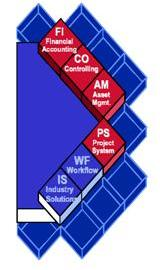 FI
Financial
Accounting
CO
Controlling
AM
Asset
Mgmt.
PS
Project
System
WF
Workflow
IS
Industry
Solutions